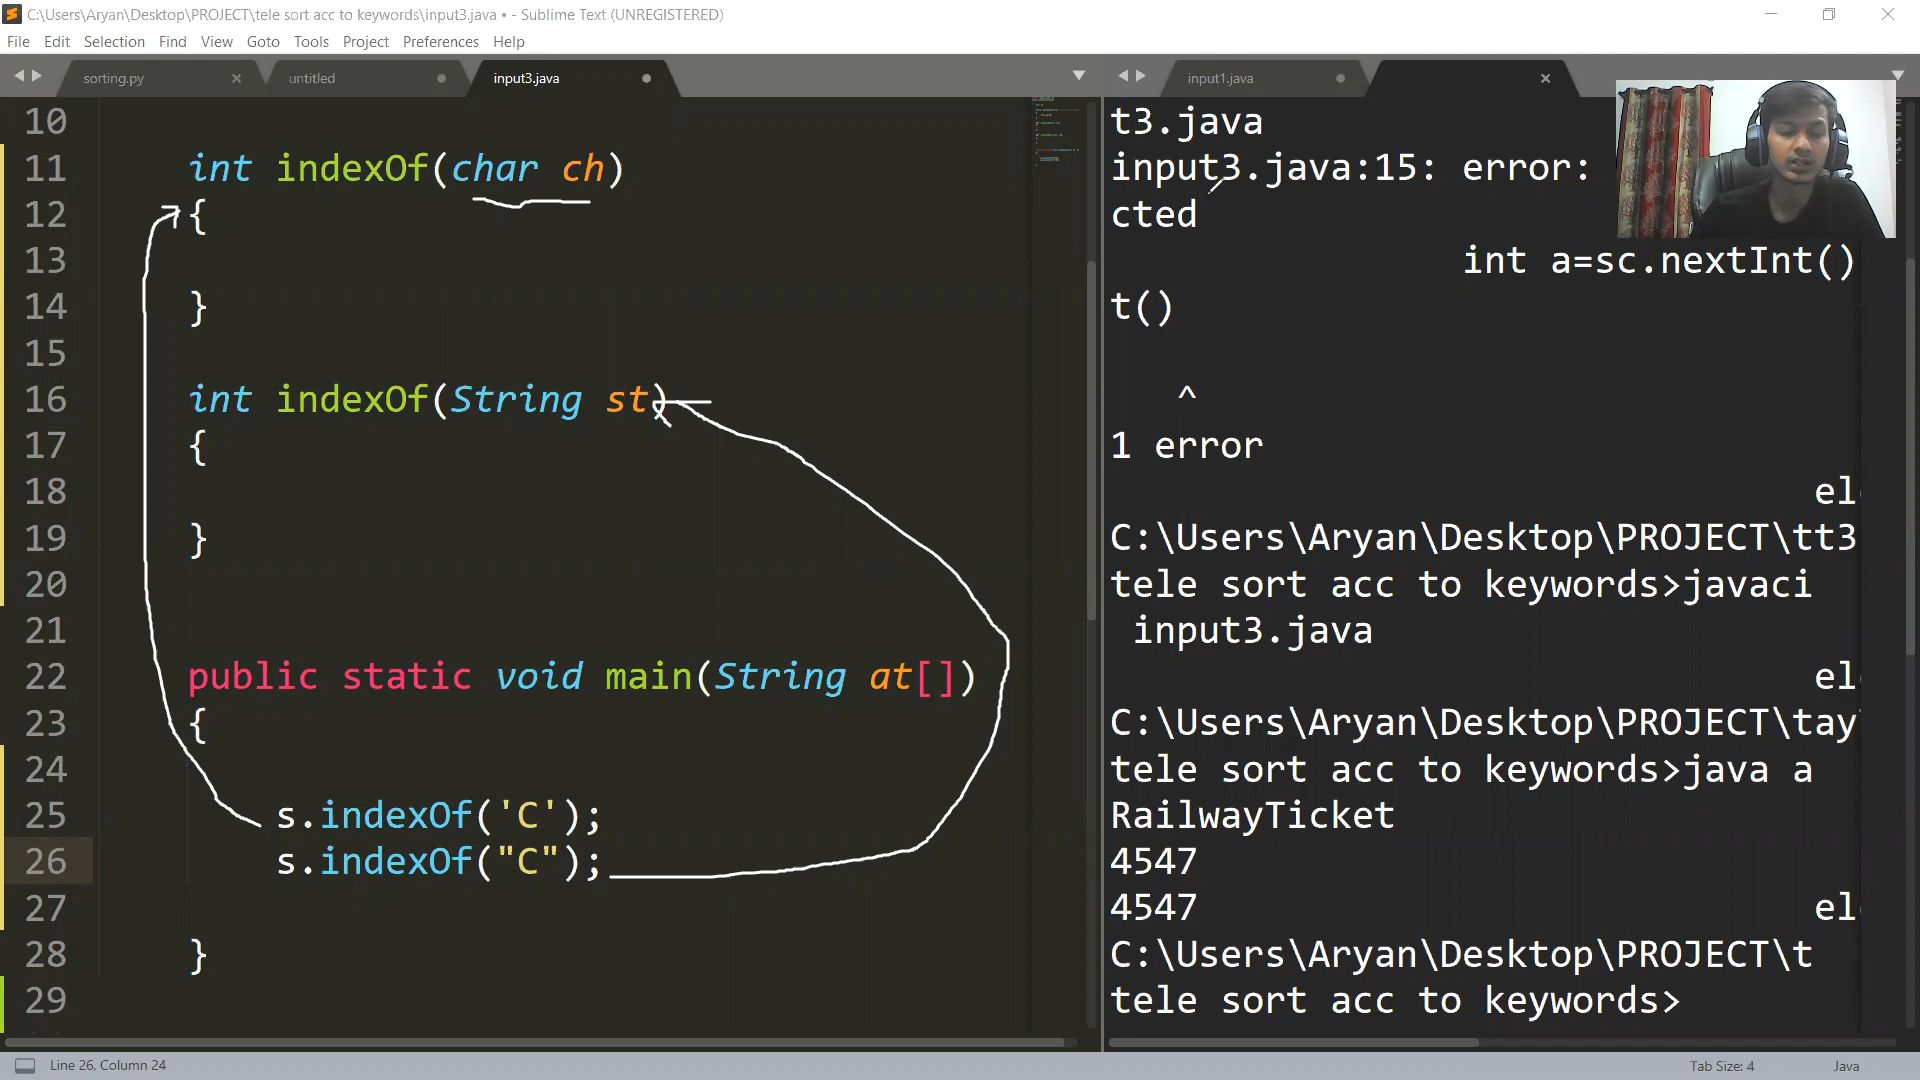 C:\Users\Aryan\Desktop\PROJECT\tele sort acc to keywords\input3.java • - Sublime Text (UNREGISTERED)
File Edit Selection Find View Goto Tools Project Preferences Help
sorting.py untitled input3.java
10
11 int indexOf(char ch)
12 {
13
14 }
15
16 int indexOf(String st)
17 {
18
19 }
20
21
22 public static void main(String at[])
23 {
24
25 s.indexOf('C');
26 s.indexOf("C");
27
28 }
29
input1.java
t3.java
input3.java:15: error:
cted
int a=sc.nextInt()
t()
^
1 error
C:\Users\Aryan\Desktop\PROJECT\tt3
tele sort acc to keywords>javaci
input3.java
C:\Users\Aryan\Desktop\PROJECT\tay
tele sort acc to keywords>java a
RailwayTicket
4547
4547
C:\Users\Aryan\Desktop\PROJECT\t
tele sort acc to keywords>
Line 26, Column 24
Tab Size: 4 Java